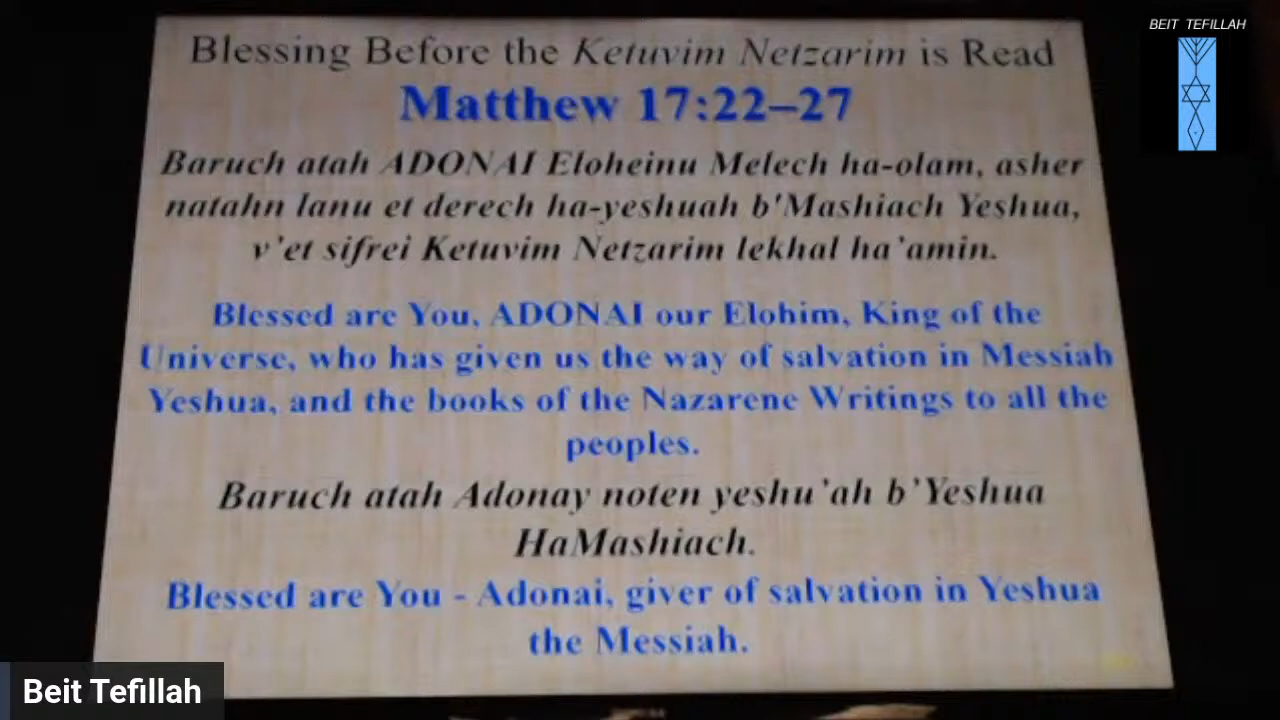 BEIT TEFILLAH
Blessing Before the Ketuvim Netzarim is Read
Matthew 17:22–27
Baruch atah ADONAI Eloheinu Melech ha-olam, asher
natahn lanu et derech ha-yeshuah b'Mashiach Yeshua,
v’et sifrei Ketuvim Netzarim lekhal ha’amin.
Blessed are You, ADONAI our Elohim, King of the
Universe, who has given us the way of salvation in Messiah
Yeshua, and the books of the Nazarene Writings to all the
peoples.
Baruch atah Adonay noten yeshu’ah b’Yeshua
HaMashiach.
Blessed are You - Adonai, giver of salvation in Yeshua
the Messiah.
Beit Tefillah